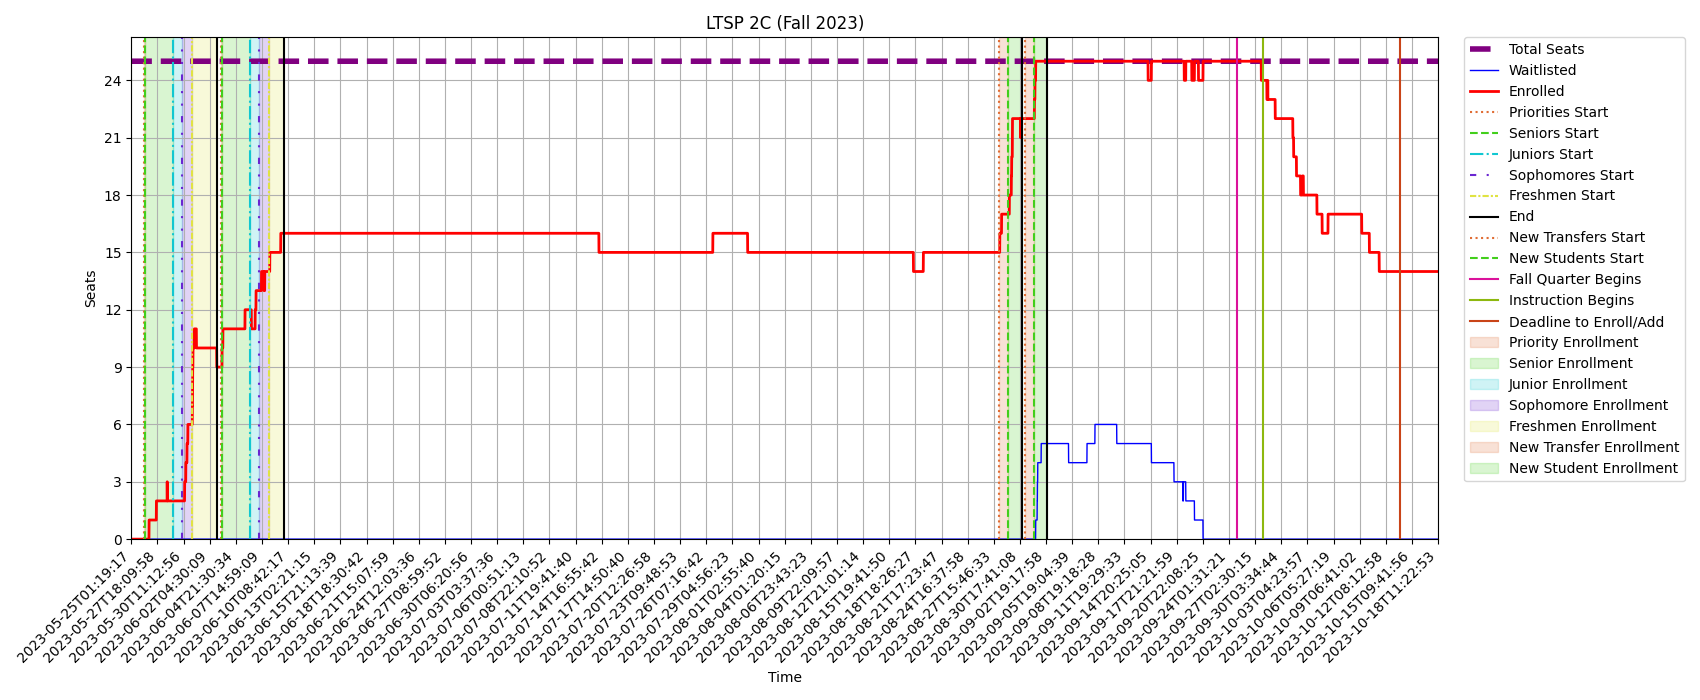 LTSP 2C (Fall 2023)
Seats
24
21
18
15
12
9
6
3
0
2023-05-25T01:19:17
2023-05-27T18:09:58
2023-05-30T11:12:56
2023-06-02T04:30:09
2023-06-04T21:30:34
2023-06-07T14:59:09
2023-06-10T08:42:17
2023-06-13T02:21:15
2023-06-15T21:13:39
2023-06-18T18:30:42
2023-06-21T15:07:59
2023-06-24T12:03:36
2023-06-27T08:59:52
2023-06-30T06:20:56
2023-07-03T03:37:36
2023-07-06T00:51:13
2023-07-08T22:10:52
2023-07-11T19:41:40
2023-07-14T16:55:42
2023-07-17T14:50:46
2023-07-20T12:26:58
2023-07-23T09:48:53
2023-07-26T07:16:42
2023-07-29T04:56:23
2023-08-01T02:55:40
2023-08-04T01:20:15
2023-08-06T23:43:23
2023-08-09T22:09:57
2023-08-12T21:01:14
2023-08-15T19:41:50
2023-08-18T18:26:27
2023-08-21T17:23:47
2023-08-24T16:37:58
2023-08-27T15:46:33
2023-08-30T17:41:08
2023-09-02T19:17:58
2023-09-05T19:04:39
2023-09-08T19:18:28
2023-09-11T19:29:33
2023-09-14T20:25:05
2023-09-17T21:21:59
2023-09-20T22:08:25
2023-09-24T01:31:21
2023-09-27T02:30:15
2023-09-30T03:34:44
2023-10-03T04:23:57
2023-10-06T05:27:19
2023-10-09T06:41:02
2023-10-12T08:12:58
2023-10-15T09:41:56
2023-10-18T11:22:53
Time
Total Seats
Waitlisted
Enrolled
Priorities Start
Seniors Start
Juniors Start
Sophomores Start
Freshmen Start
End
New Transfers Start
New Students Start
Fall Quarter Begins
Instruction Begins
Deadline to Enroll/Add
Priority Enrollment
Senior Enrollment
Junior Enrollment
Sophomore Enrollment
Freshmen Enrollment
New Transfer Enrollment
New Student Enrollment